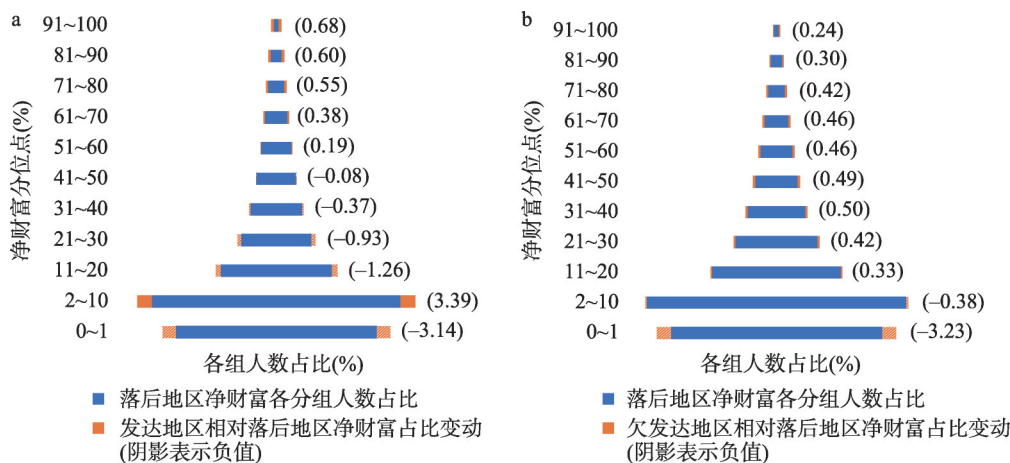 a
净财富分位点(%)
91~100 (0.68)
81~90 (0.60)
71~80 (0.55)
61~70 (0.38)
51~60 (0.19)
41~50 (–0.08)
31~40 (–0.37)
21~30 (–0.93)
11~20 (–1.26)
2~10 (3.39)
0~1 (–3.14)
各组人数占比(%)
落后地区净财富各分组人数占比
发达地区相对落后地区净财富占比变动
(阴影表示负值)
b
净财富分位点(%)
91~100 (0.24)
81~90 (0.30)
71~80 (0.42)
61~70 (0.46)
51~60 (0.46)
41~50 (0.49)
31~40 (0.50)
21~30 (0.42)
11~20 (0.33)
2~10 (–0.38)
0~1 (–3.23)
各组人数占比(%)
落后地区净财富各分组人数占比
欠发达地区相对落后地区净财富占比变动
(阴影表示负值)